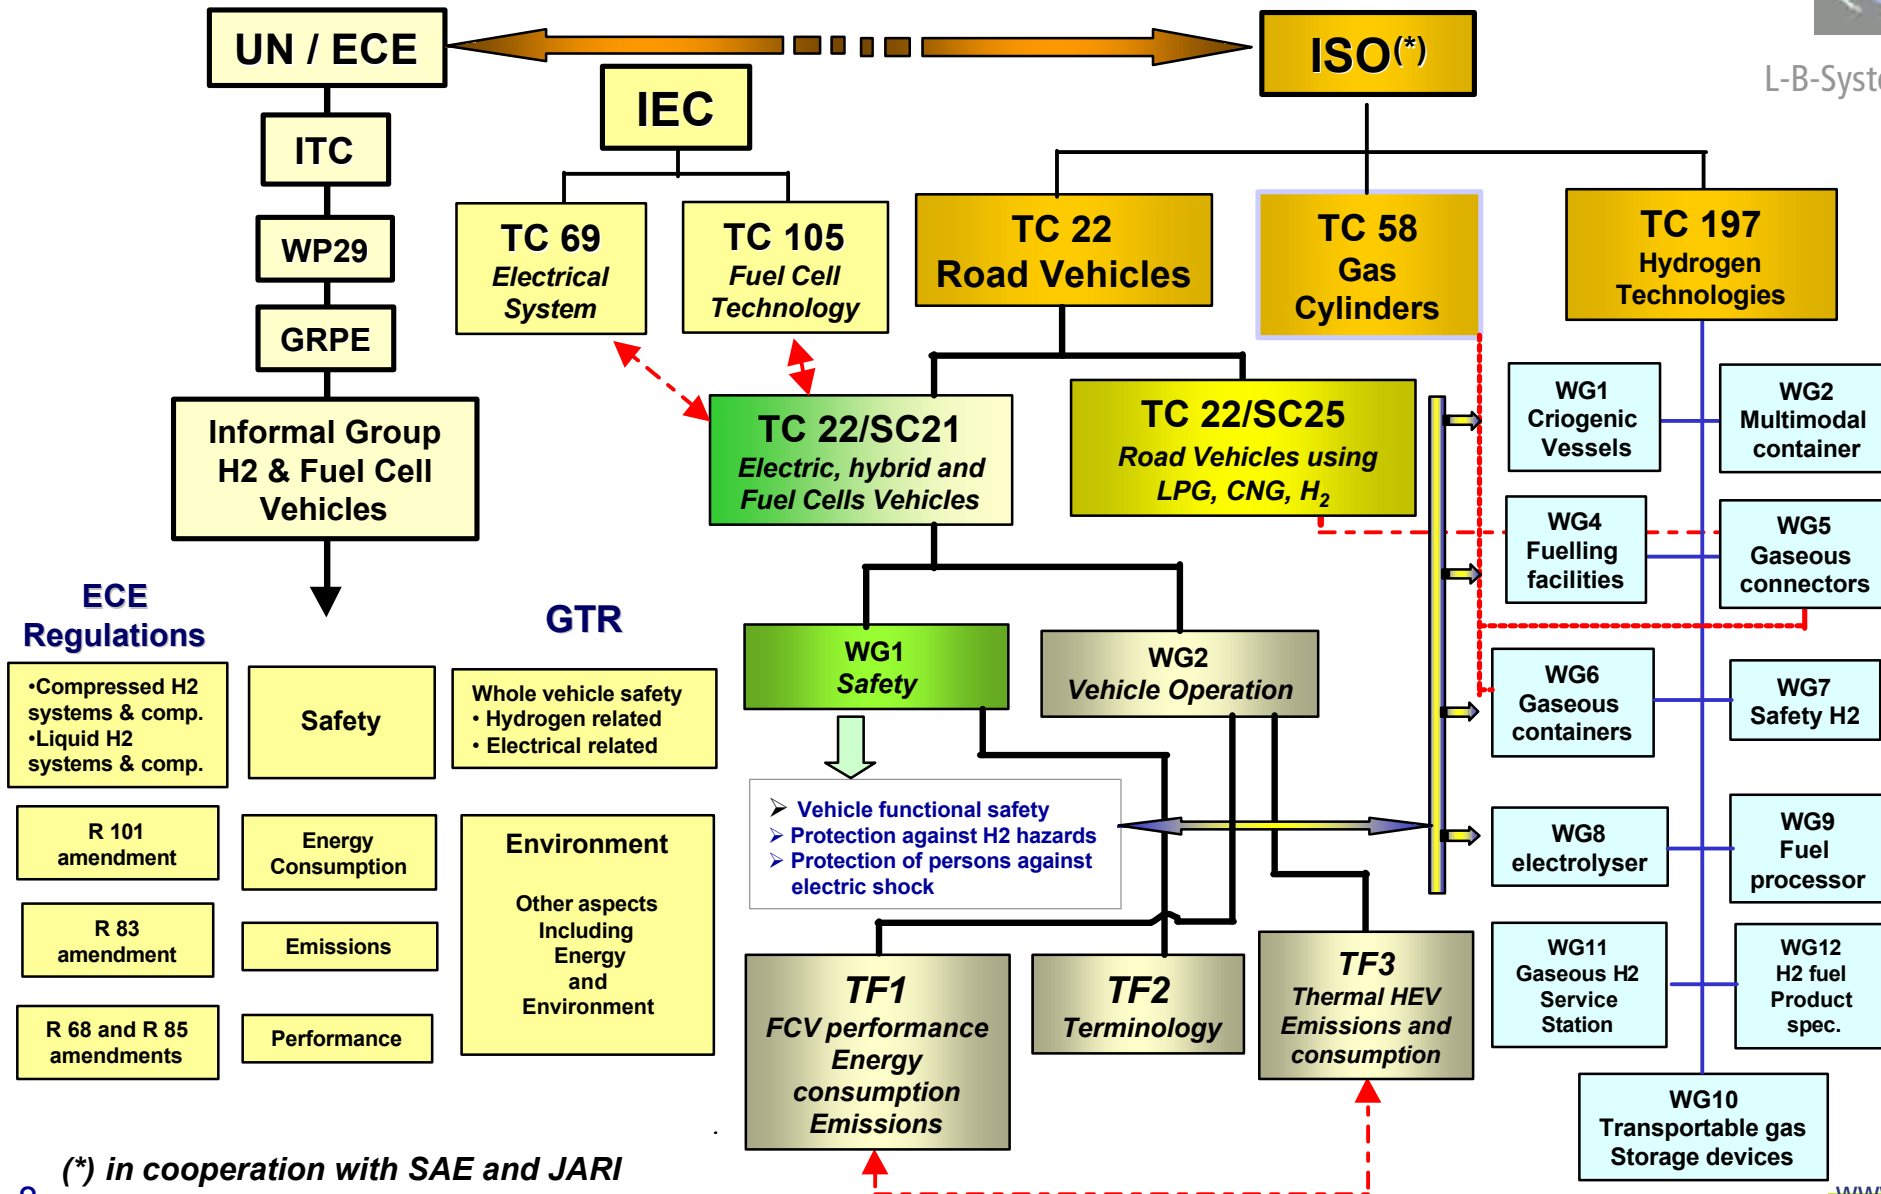 UN / ECE
ISO(*)
L-B-Syste
IEC
ITC
WP29
GRPE
Informal Group
H2 & Fuel Cell
Vehicles
TC 69
Electrical
System
TC 105
Fuel Cell
Technology
TC 22
Road Vehicles
TC 58
Gas
Cylinders
TC 197
Hydrogen
Technologies
TC 22/SC21
Electric, hybrid and
Fuel Cells Vehicles
TC 22/SC25
Road Vehicles using
LPG, CNG, H2
WG1
Criogenic
Vessels
WG2
Multimodal
container
WG4
Fuelling
facilities
WG5
Gaseous
connectors
WG6
Gaseous
containers
WG7
Safety H2
WG8
electrolyser
WG9
Fuel
processor
WG11
Gaseous H2
Service
Station
WG12
H2 fuel
Product
spec.
WG10
Transportable gas
Storage devices
ECE
Regulations
GTR
•Compressed H2
systems & comp.
•Liquid H2
systems & comp.
Safety
Whole vehicle safety
• Hydrogen related
• Electrical related
R 101
amendment
Energy
Consumption
Environment
Other aspects
Including
Energy
and
Environment
R 83
amendment
Emissions
R 68 and R 85
amendments
Performance
WG1
Safety
WG2
Vehicle Operation
➢ Vehicle functional safety
➢ Protection against H2 hazards
➢ Protection of persons against
electric shock
TF1
FCV performance
Energy
consumption
Emissions
TF2
Terminology
TF3
Thermal HEV
Emissions and
consumption
(*) in cooperation with SAE and JARI